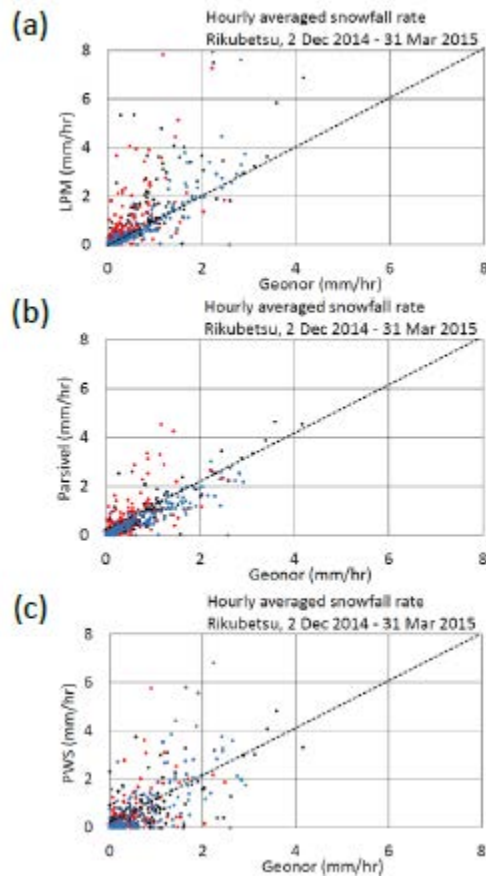 (a)
Hourly averaged snowfall rate
Rikubetsu, 2 Dec 2014 - 31 Mar 2015
8
6
4
2
0
LPM (mm/hr)
0 2 4 6 8
Geonor (mm/hr)
(b)
Hourly averaged snowfall rate
Rikubetsu, 2 Dec 2014 - 31 Mar 2015
8
6
4
2
0
Parsivel (mm/hr)
0 2 4 6 8
Geonor (mm/hr)
(c)
Hourly averaged snowfall rate
Rikubetsu, 2 Dec 2014 - 31 Mar 2015
8
6
4
2
0
PWS (mm/hr)
0 2 4 6 8
Geonor (mm/hr)